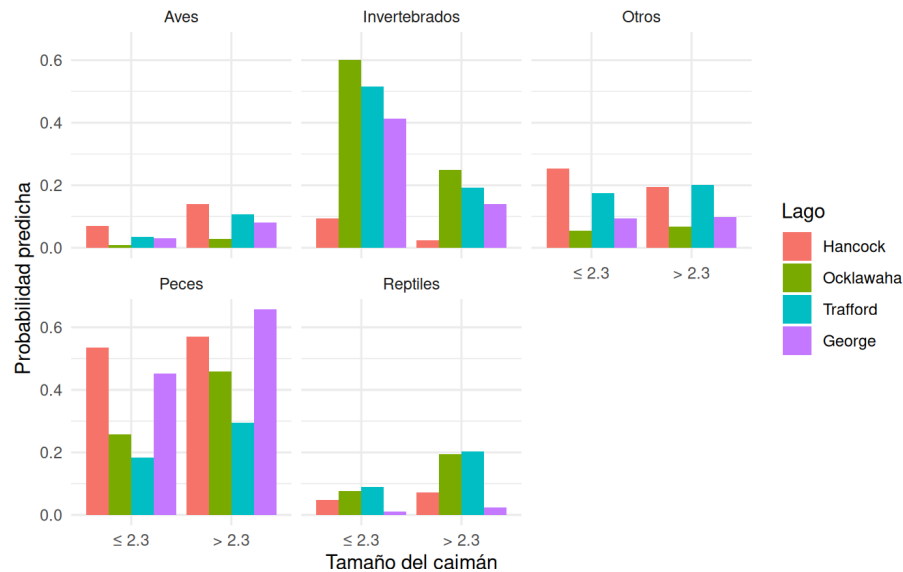 Aves
Invertebrados
Otros
0.6
0.4
0.2
0.0
≤ 2.3
> 2.3
Peces
Reptiles
0.6
0.4
0.2
0.0
≤ 2.3
> 2.3
≤ 2.3
> 2.3
Probabilidad predicha
Tamaño del caimán
Lago
Hancock
Ocklawaha
Trafford
George